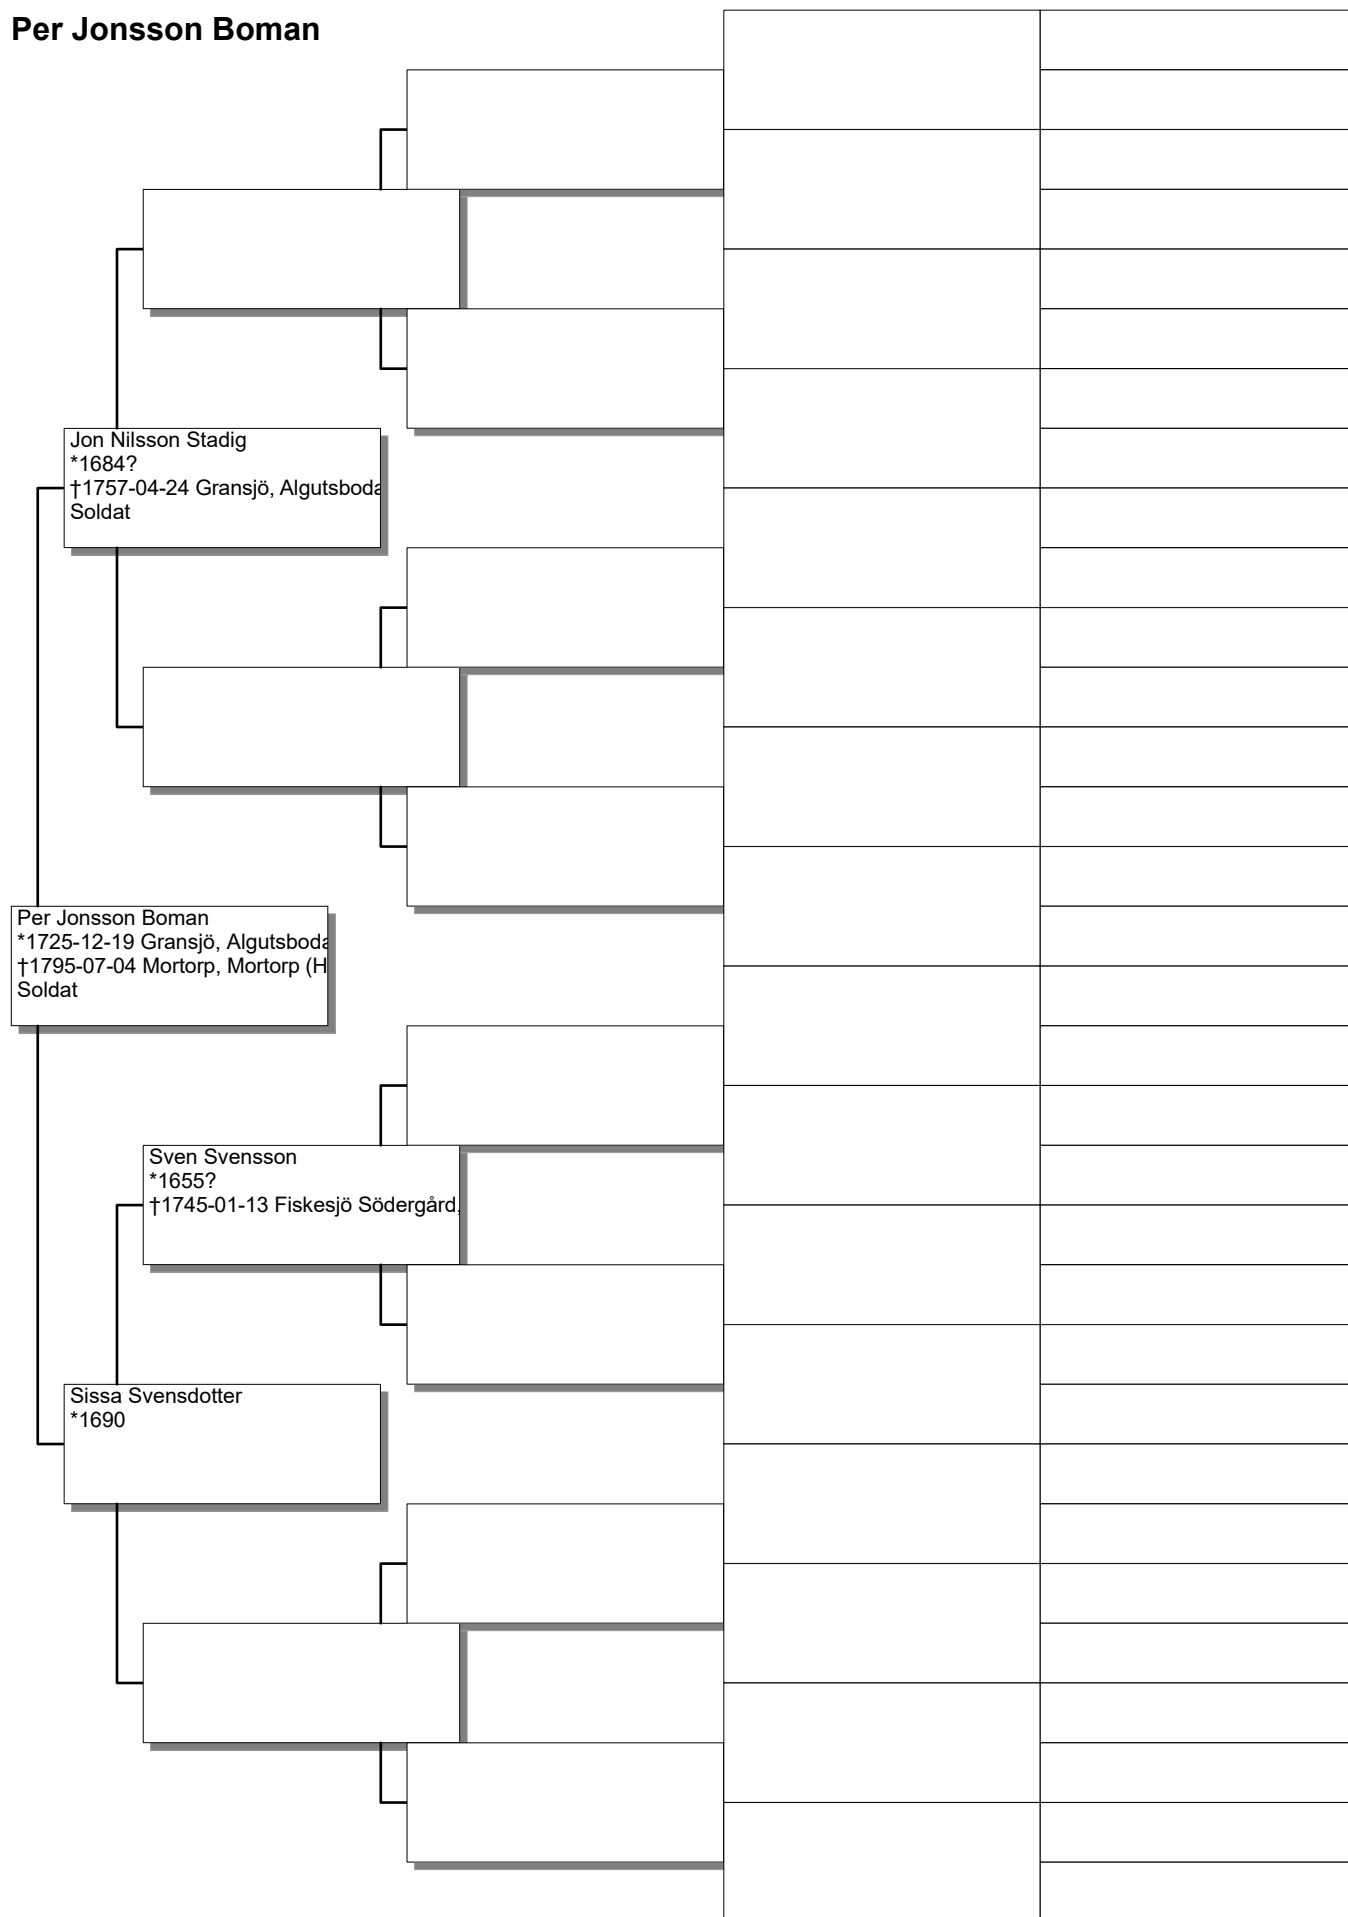 Per Jonsson Boman
Jon Nilsson Stadig
*1684?
†1757-04-24 Gransjö, Algutsboda
Soldat
Per Jonsson Boman
*1725-12-19 Gransjö, Algutsboda
†1795-07-04 Mortorp, Mortorp (H
Soldat
Sven Svensson
*1655?
†1745-01-13 Fiskesjö Södergård,
Sissa Svensdotter
*1690